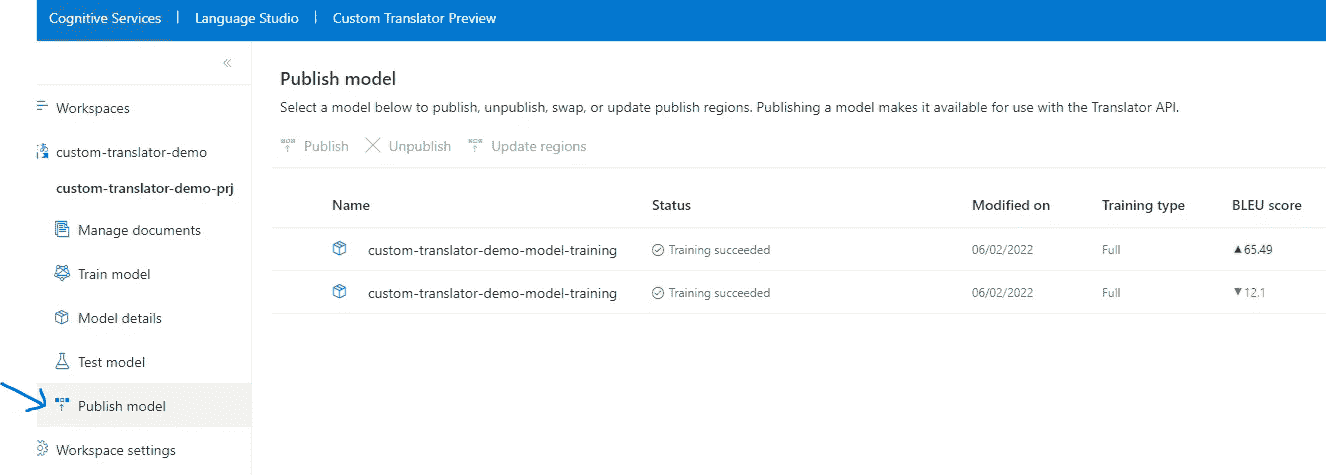 Cognitive Services | Language Studio | Custom Translator Preview
«
Workspaces
custom-translator-demo
custom-translator-demo-prj
Manage documents
Train model
Model details
Test model
Publish model
Workspace settings
Publish model
Select a model below to publish, unpublish, swap, or update publish regions. Publishing a model makes it available for use with the Translator API.
Publish Unpublish Update regions
Name Status Modified on Training type BLEU score
custom-translator-demo-model-training Training succeeded 06/02/2022 Full ▲65.49
custom-translator-demo-model-training Training succeeded 06/02/2022 Full ▼12.1